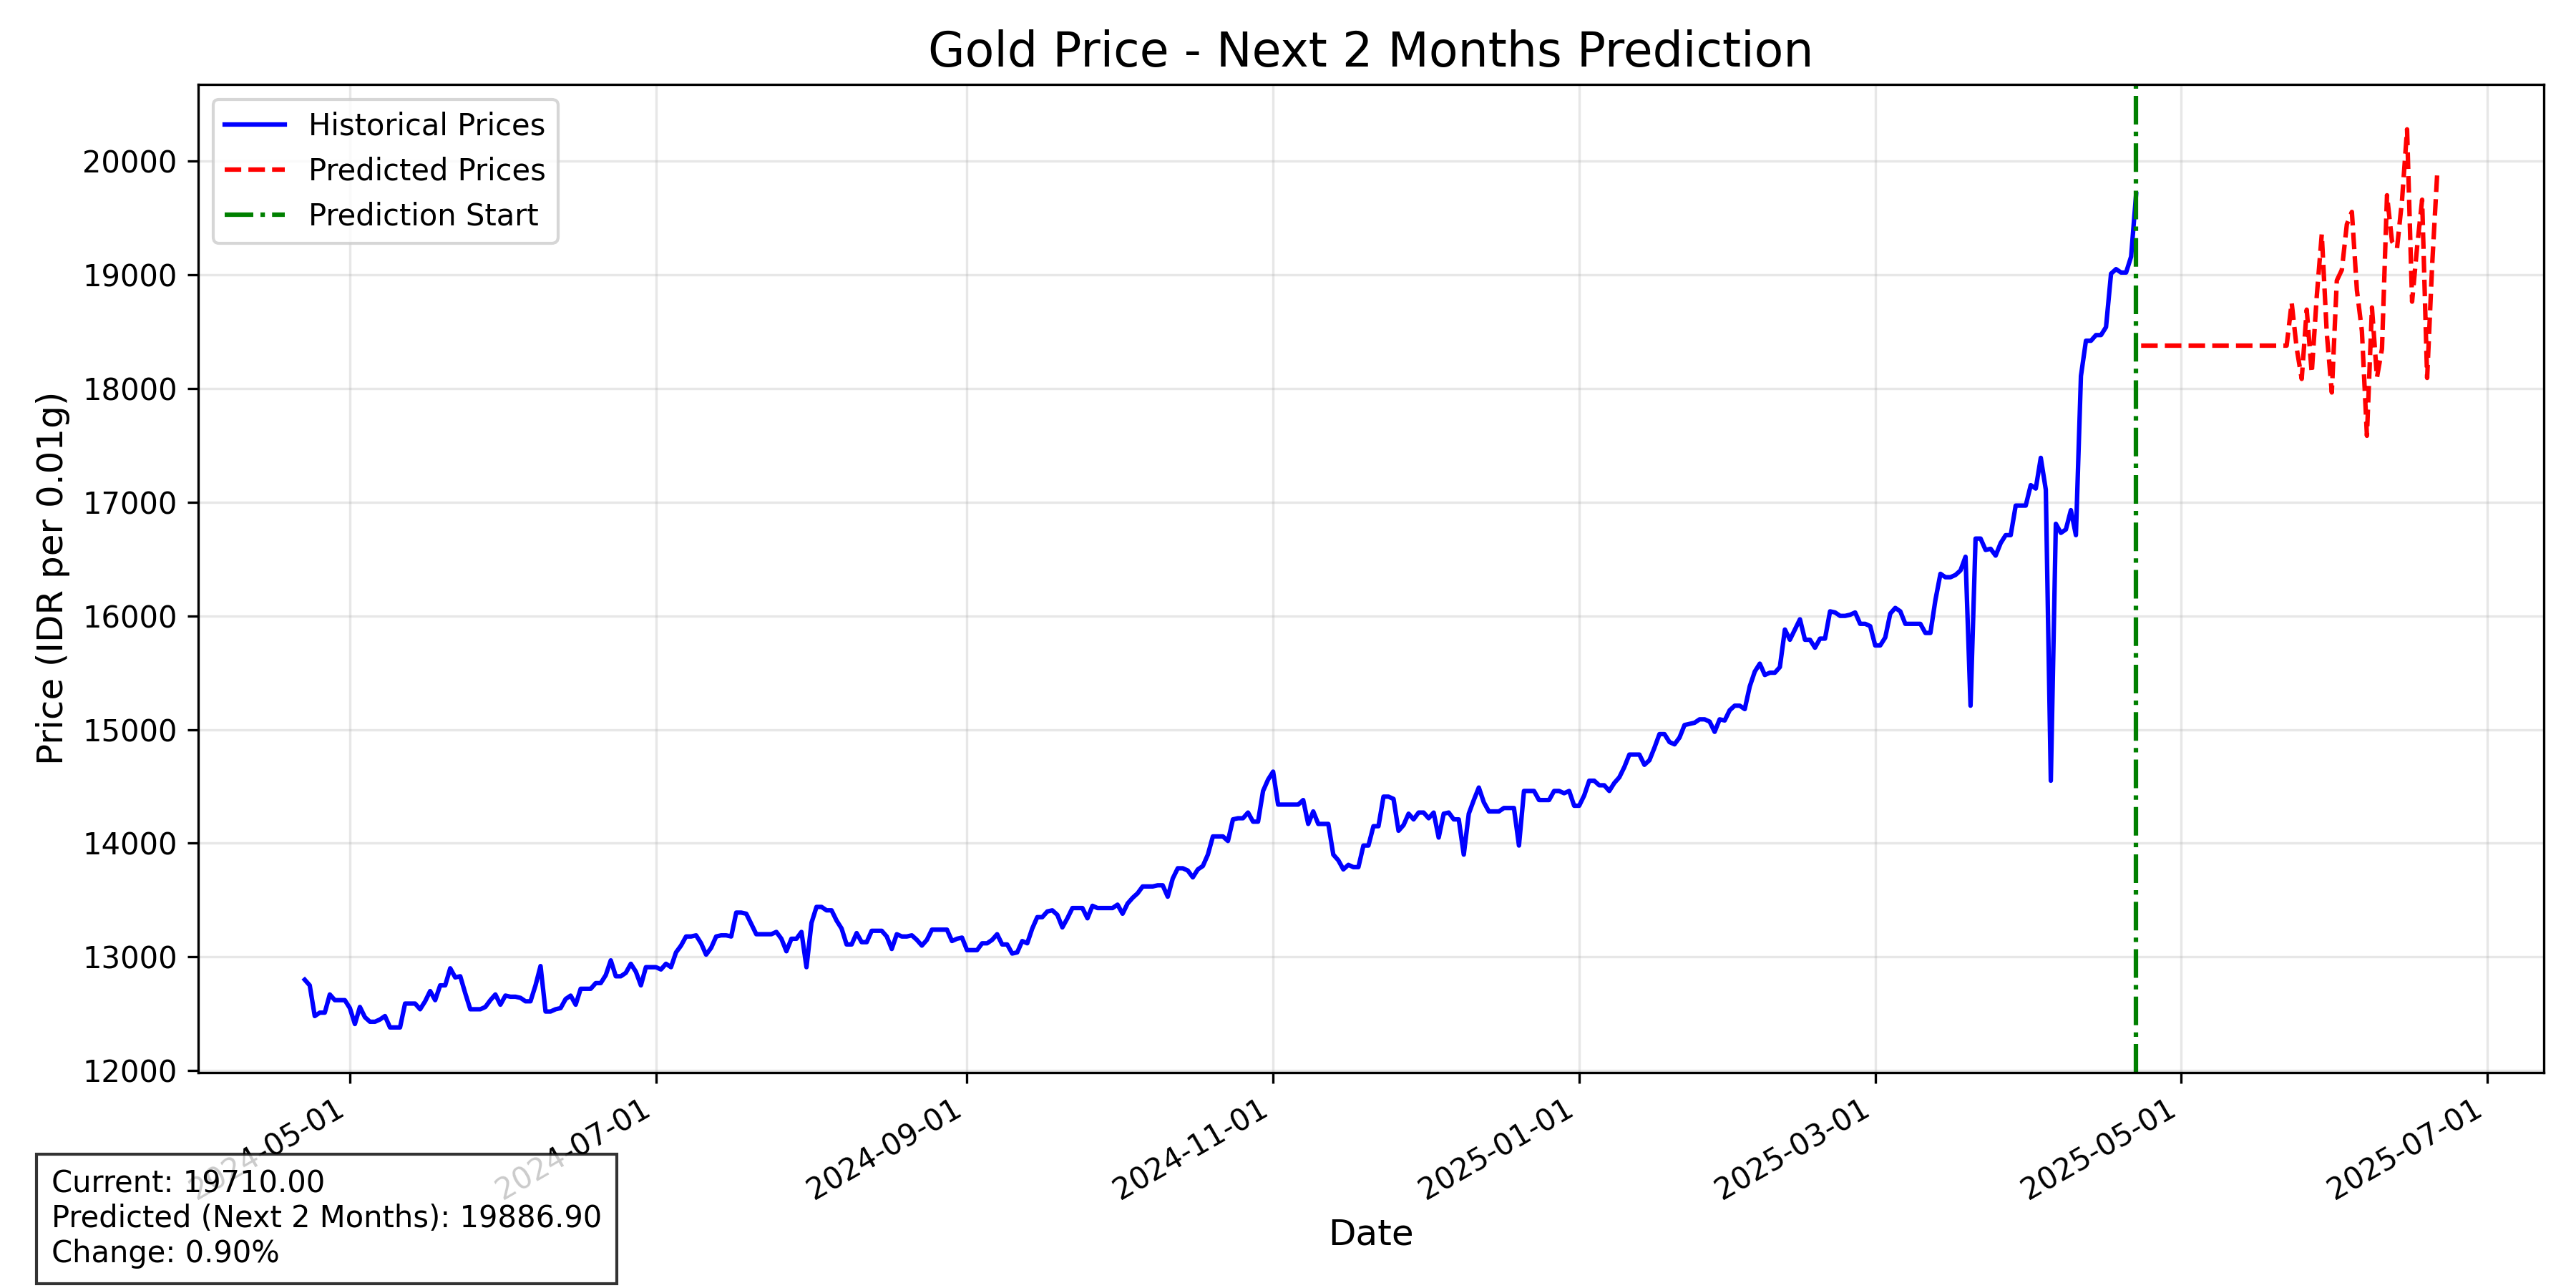 Gold Price - Next 2 Months Prediction
Historical Prices
Predicted Prices
Prediction Start
Price (IDR per 0.01g)
20000
19000
18000
17000
16000
15000
14000
13000
12000
2024-05-01
2024-07-01
2024-09-01
2024-11-01
2025-01-01
2025-03-01
2025-05-01
2025-07-01
Date
Current: 19710.00
Predicted (Next 2 Months): 19886.90
Change: 0.90%